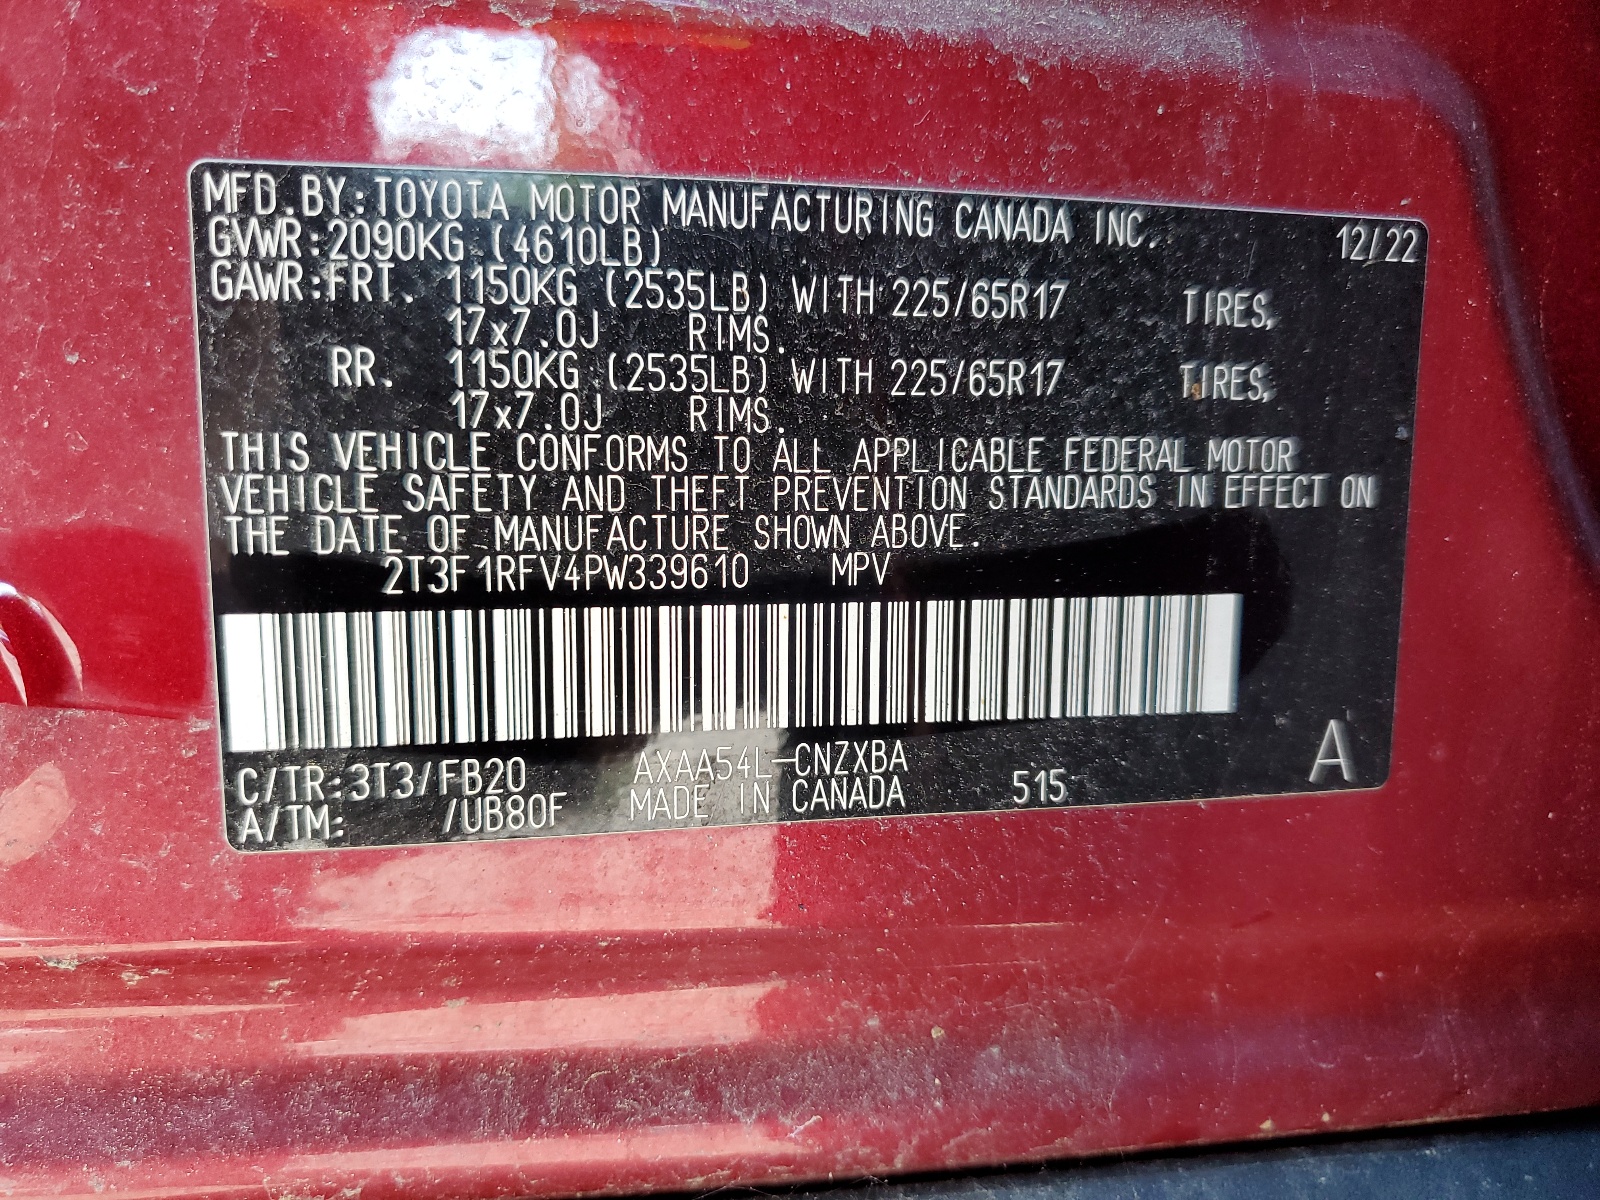 MFD.BY:TOYOTA MOTOR MANUFACTURING CANADA INC. 12/22
GVWR:2090KG (4610LB)
GAWR:FRT. 1150KG (2535LB) WITH 225/65R17 TIRES,
17x7.0J RIMS.
RR. 1150KG (2535LB) WITH 225/65R17 TIRES,
17x7.0J RIMS.
THIS VEHICLE CONFORMS TO ALL APPLICABLE FEDERAL MOTOR
VEHICLE SAFETY AND THEFT PREVENTION STANDARDS IN EFFECT ON
THE DATE OF MANUFACTURE SHOWN ABOVE.
2T3F1RFV4PW339610 MPV
C/TR:3T3/FB20 AXAA54L-CNZXBA
A/TM: /UB80F MADE IN CANADA 515 A